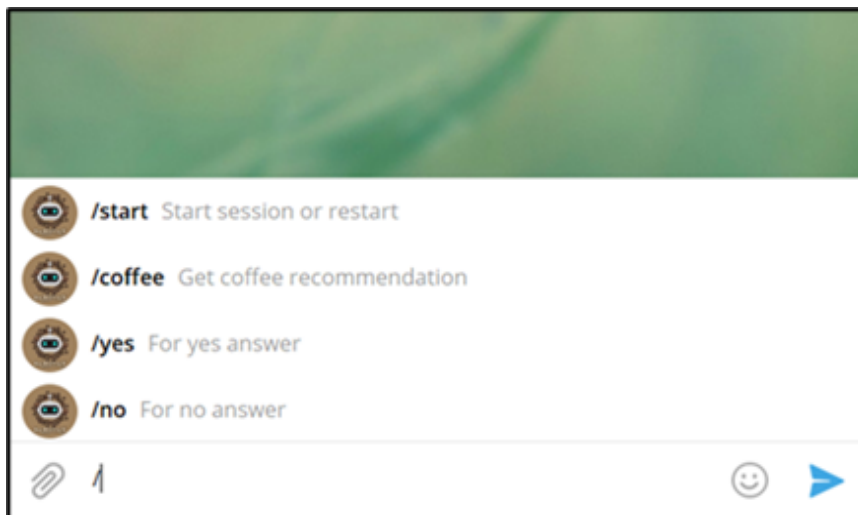 /start Start session or restart
/coffee Get coffee recommendation
/yes For yes answer
/no For no answer
/